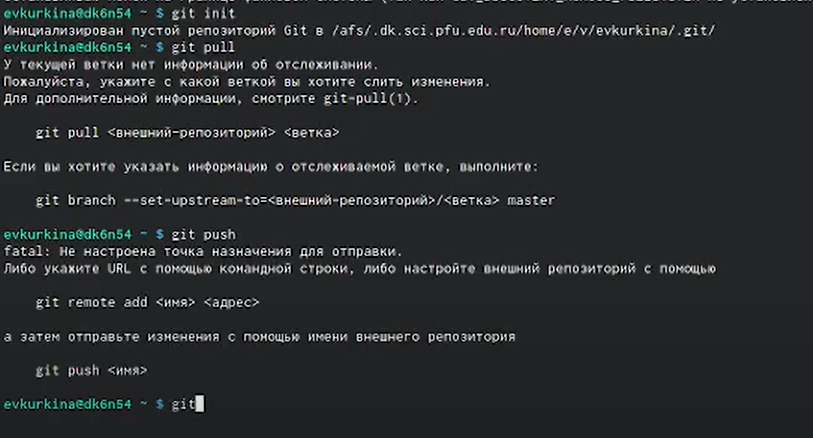 evkurkina@dk6n54 ~ $ git init
Инициализирован пустой репозиторий Git в /afs/.dk.sci.pfu.edu.ru/home/e/v/evkurkina/.git/
evkurkina@dk6n54 ~ $ git pull
У текущей ветки нет информации об отслеживании.
Пожалуйста, укажите с какой веткой вы хотите слить изменения.
Для дополнительной информации, смотрите git-pull(1).
git pull <внешний-репозиторий> <ветка>
Если вы хотите указать информацию о отслеживаемой ветке, выполните:
git branch --set-upstream-to=<внешний-репозиторий>/<ветка> master
evkurkina@dk6n54 ~ $ git push
fatal: Не настроена точка назначения для отправки.
Либо укажите URL с помощью командной строки, либо настройте внешний репозиторий с помощью
git remote add <имя> <адрес>
а затем отправьте изменения с помощью имени внешнего репозитория
git push <имя>
evkurkina@dk6n54 ~ $ git